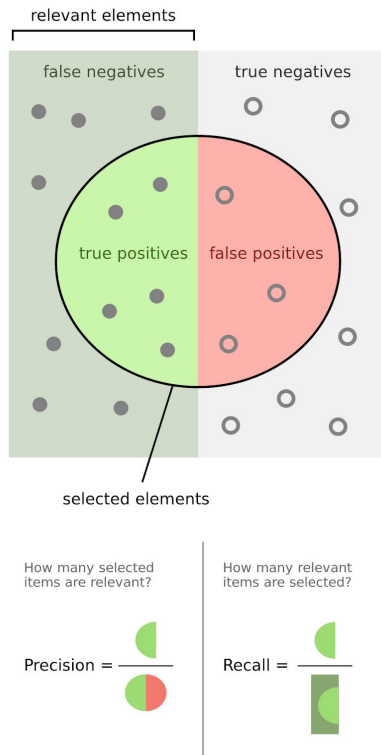 relevant elements
false negatives
true negatives
true positives
false positives
selected elements
How many selected
items are relevant?
How many relevant
items are selected?
Precision =
Recall =